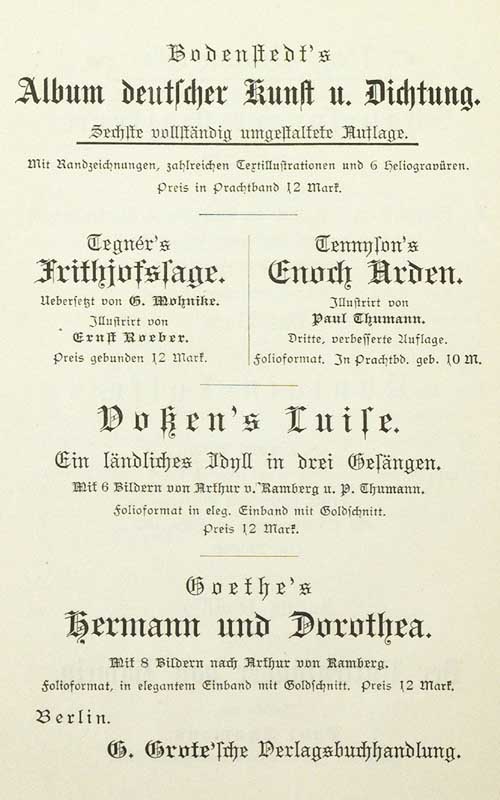 Bodenstedt's
Album deutscher Kunst u. Dichtung.
Sechste vollständig umgestaltete Auflage.
Mit Randzeichnungen, zahlreichen Textillustrationen und 6 Heliogravüren.
Preis in Prachtband 12 Mark.
Tegnér's
Frithjofssage.
Uebersetzt von G. Mohnike.
Illustrirt von
Ernst Roeber.
Preis gebunden 12 Mark.
Tennyson's
Enoch Arden.
Illustrirt von
Paul Thumann.
Dritte, verbesserte Auflage.
Folioformat. In Prachtbd. geb. 10 M.
Voßen's Luise.
Ein ländliches Idyll in drei Gesängen.
Mit 6 Bildern von Arthur v. Ramberg u. P. Thumann.
Folioformat in eleg. Einband mit Goldschnitt.
Preis 12 Mark.
Goethe's
Hermann und Dorothea.
Mit 8 Bildern nach Arthur von Ramberg.
Folioformat, in elegantem Einband mit Goldschnitt. Preis 12 Mark.
Berlin.
G. Grote'sche Verlagsbuchhandlung.